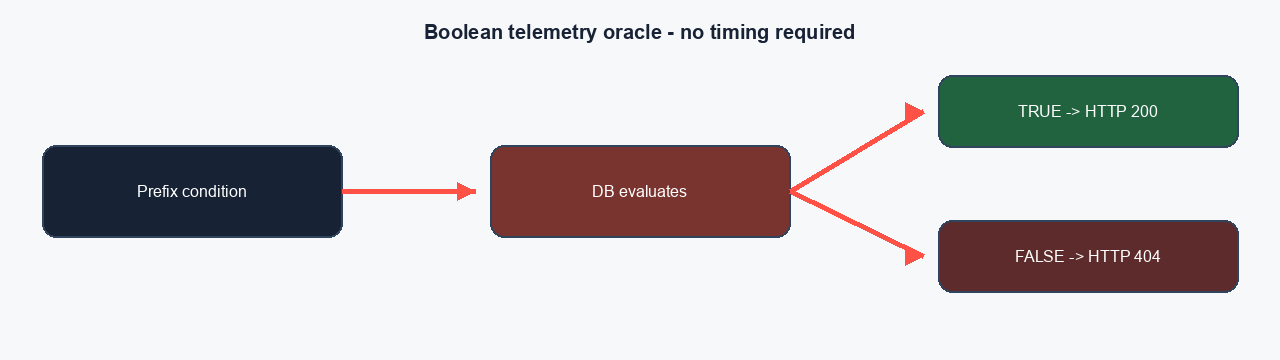 Boolean telemetry oracle - no timing required
Prefix condition
DB evaluates
TRUE -> HTTP 200
FALSE -> HTTP 404